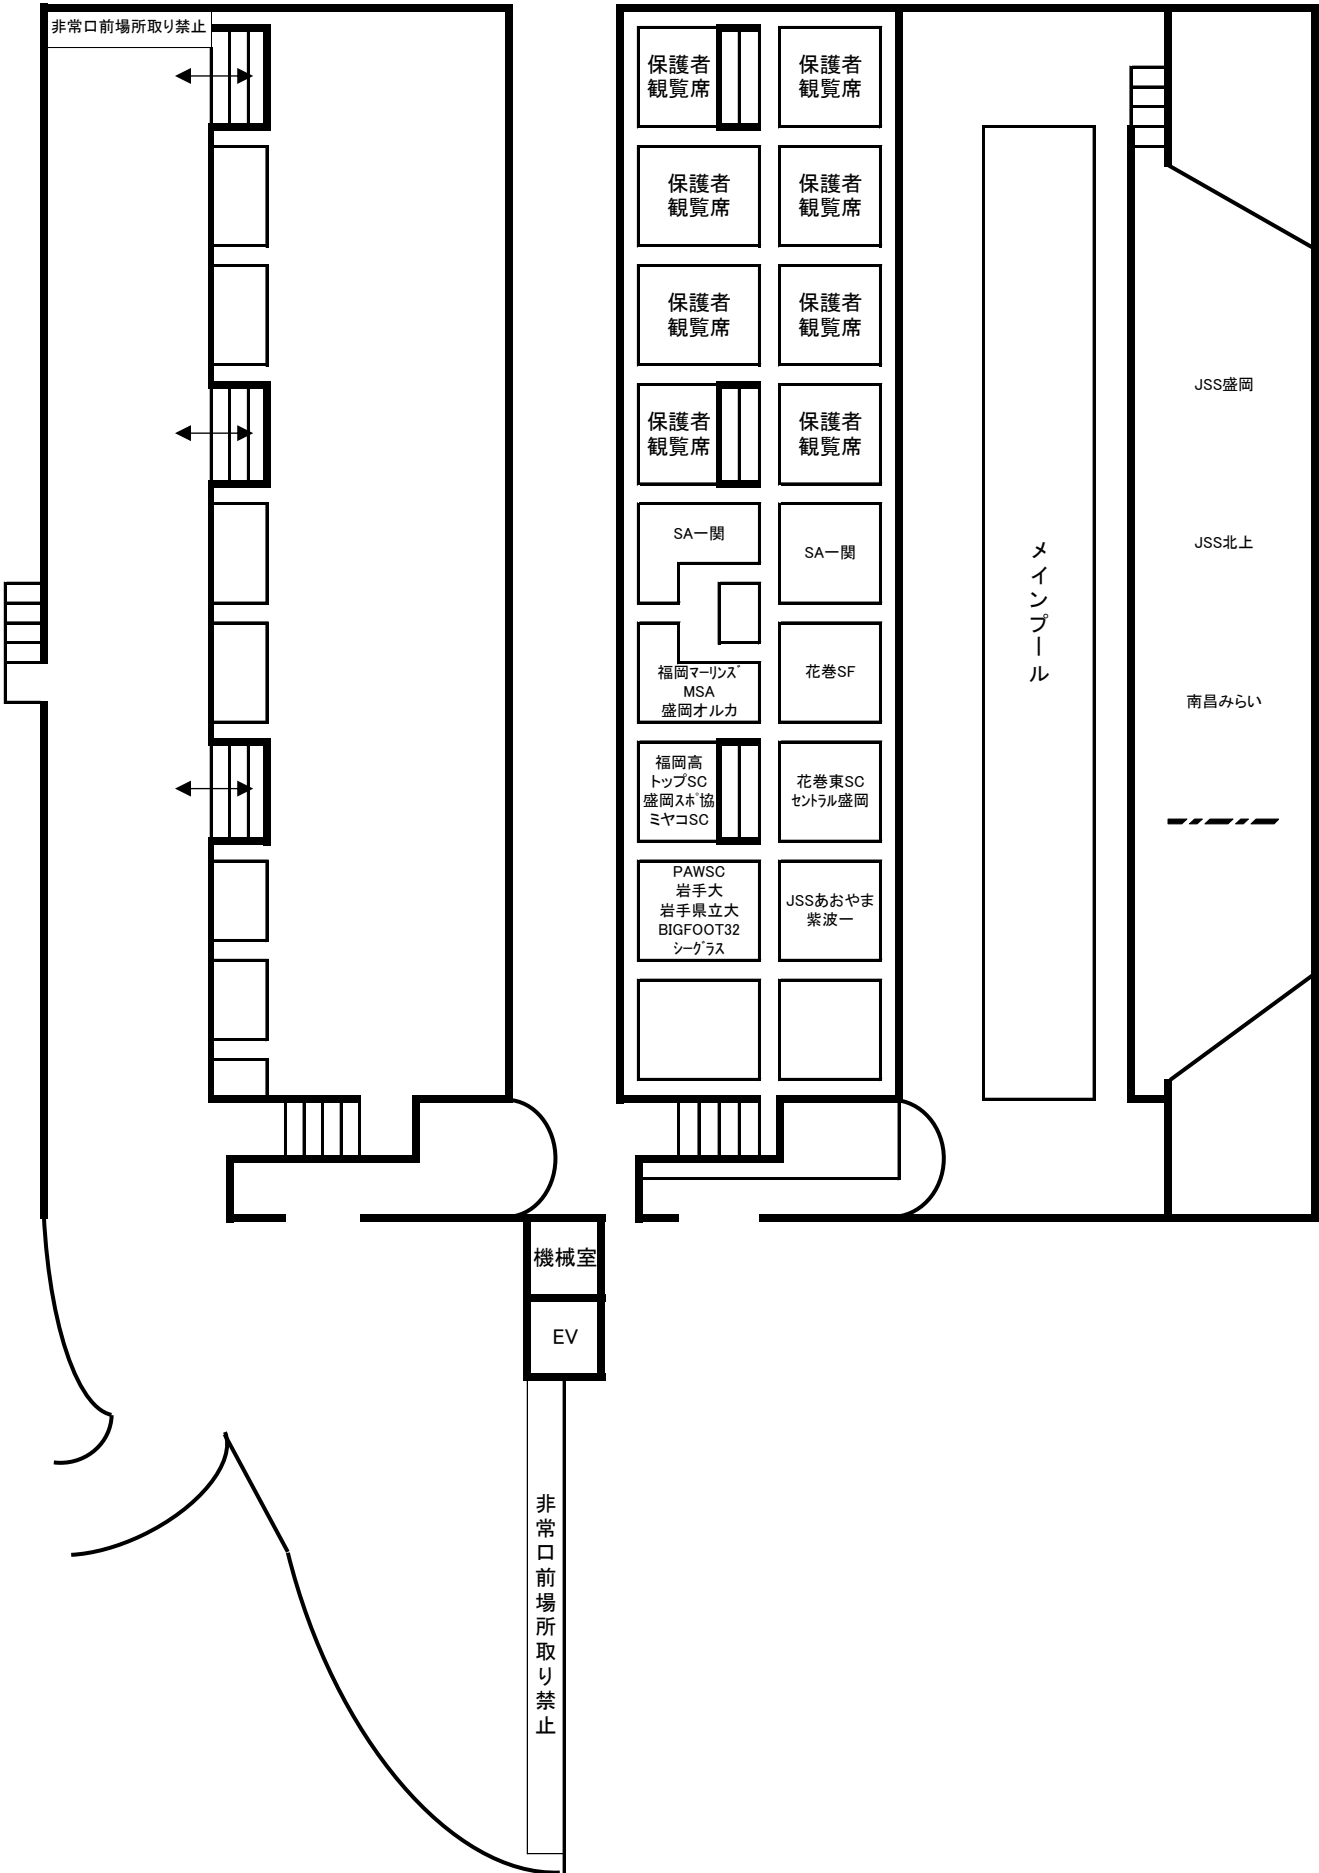 非常口前場所取り禁止
保護者
観覧席
保護者
観覧席
保護者
観覧席
保護者
観覧席
保護者
観覧席
保護者
観覧席
保護者
観覧席
保護者
観覧席
SA一関
SA一関
福岡マーリンズ
MSA
盛岡オルカ
花巻SF
福岡高
トップSC
盛岡スポ協
ミヤコSC
花巻東SC
セントラル盛岡
PAWSC
岩手大
岩手県立大
BIGFOOT32
シーグラス
JSSあおやま
紫波一
メインプール
JSS盛岡
JSS北上
南昌みらい
機械室
EV
非常口前場所取り禁止